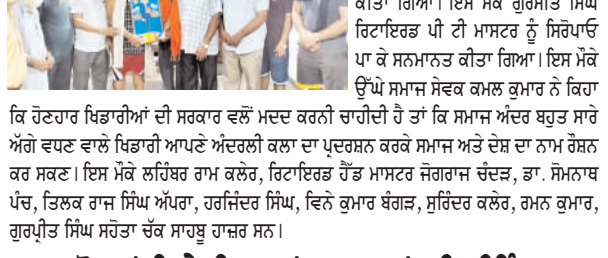 ਕੀਤਾ ਗਿਆ। ਇਸ ਮੌਕੇ ਗੁਰਮੀਤ ਸਿੰਘ
ਰਿਟਾਇਰਡ ਪੀ ਟੀ ਮਾਸਟਰ ਨੂੰ ਸਿਰੋਪਾਓ
ਪਾ ਕੇ ਸਨਮਾਨਤ ਕੀਤਾ ਗਿਆ। ਇਸ ਮੌਕੇ
ਉੱਘੇ ਸਮਾਜ ਸੇਵਕ ਕਮਲ ਕੁਮਾਰ ਨੇ ਕਿਹਾ
ਕਿ ਹੋਣਹਾਰ ਖਿਡਾਰੀਆਂ ਦੀ ਸਰਕਾਰ ਵਲੋਂ ਮਦਦ ਕਰਨੀ ਚਾਹੀਦੀ ਹੈ ਤਾਂ ਕਿ ਸਮਾਜ ਅੰਦਰ ਬਹੁਤ ਸਾਰੇ
ਅੱਗੇ ਵਧਣ ਵਾਲੇ ਖਿਡਾਰੀ ਆਪਣੇ ਅੰਦਰਲੀ ਕਲਾ ਦਾ ਪ੍ਰਦਰਸ਼ਨ ਕਰਕੇ ਸਮਾਜ ਅਤੇ ਦੇਸ਼ ਦਾ ਨਾਮ ਰੌਸ਼ਨ
ਕਰ ਸਕਣ। ਇਸ ਮੌਕੇ ਲਹਿੰਬਰ ਰਾਮ ਕਲੇਰ, ਰਿਟਾਇਰਡ ਹੈੱਡ ਮਾਸਟਰ ਜੋਗਰਾਜ ਚੰਦੜ, ਡਾ. ਸੋਮਨਾਥ
ਪੰਚ, ਤਿਲਕ ਰਾਜ ਸਿੰਘ ਅੱਪਰਾ, ਹਰਜਿੰਦਰ ਸਿੰਘ, ਵਿਨੇ ਕੁਮਾਰ ਬੰਗੜ, ਸੁਰਿੰਦਰ ਕਲੇਰ, ਰਮਨ ਕੁਮਾਰ,
ਗੁਰਪ੍ਰੀਤ ਸਿੰਘ ਸਹੋਤਾ ਚੱਕ ਸਾਹਬੂ ਹਾਜ਼ਰ ਸਨ।